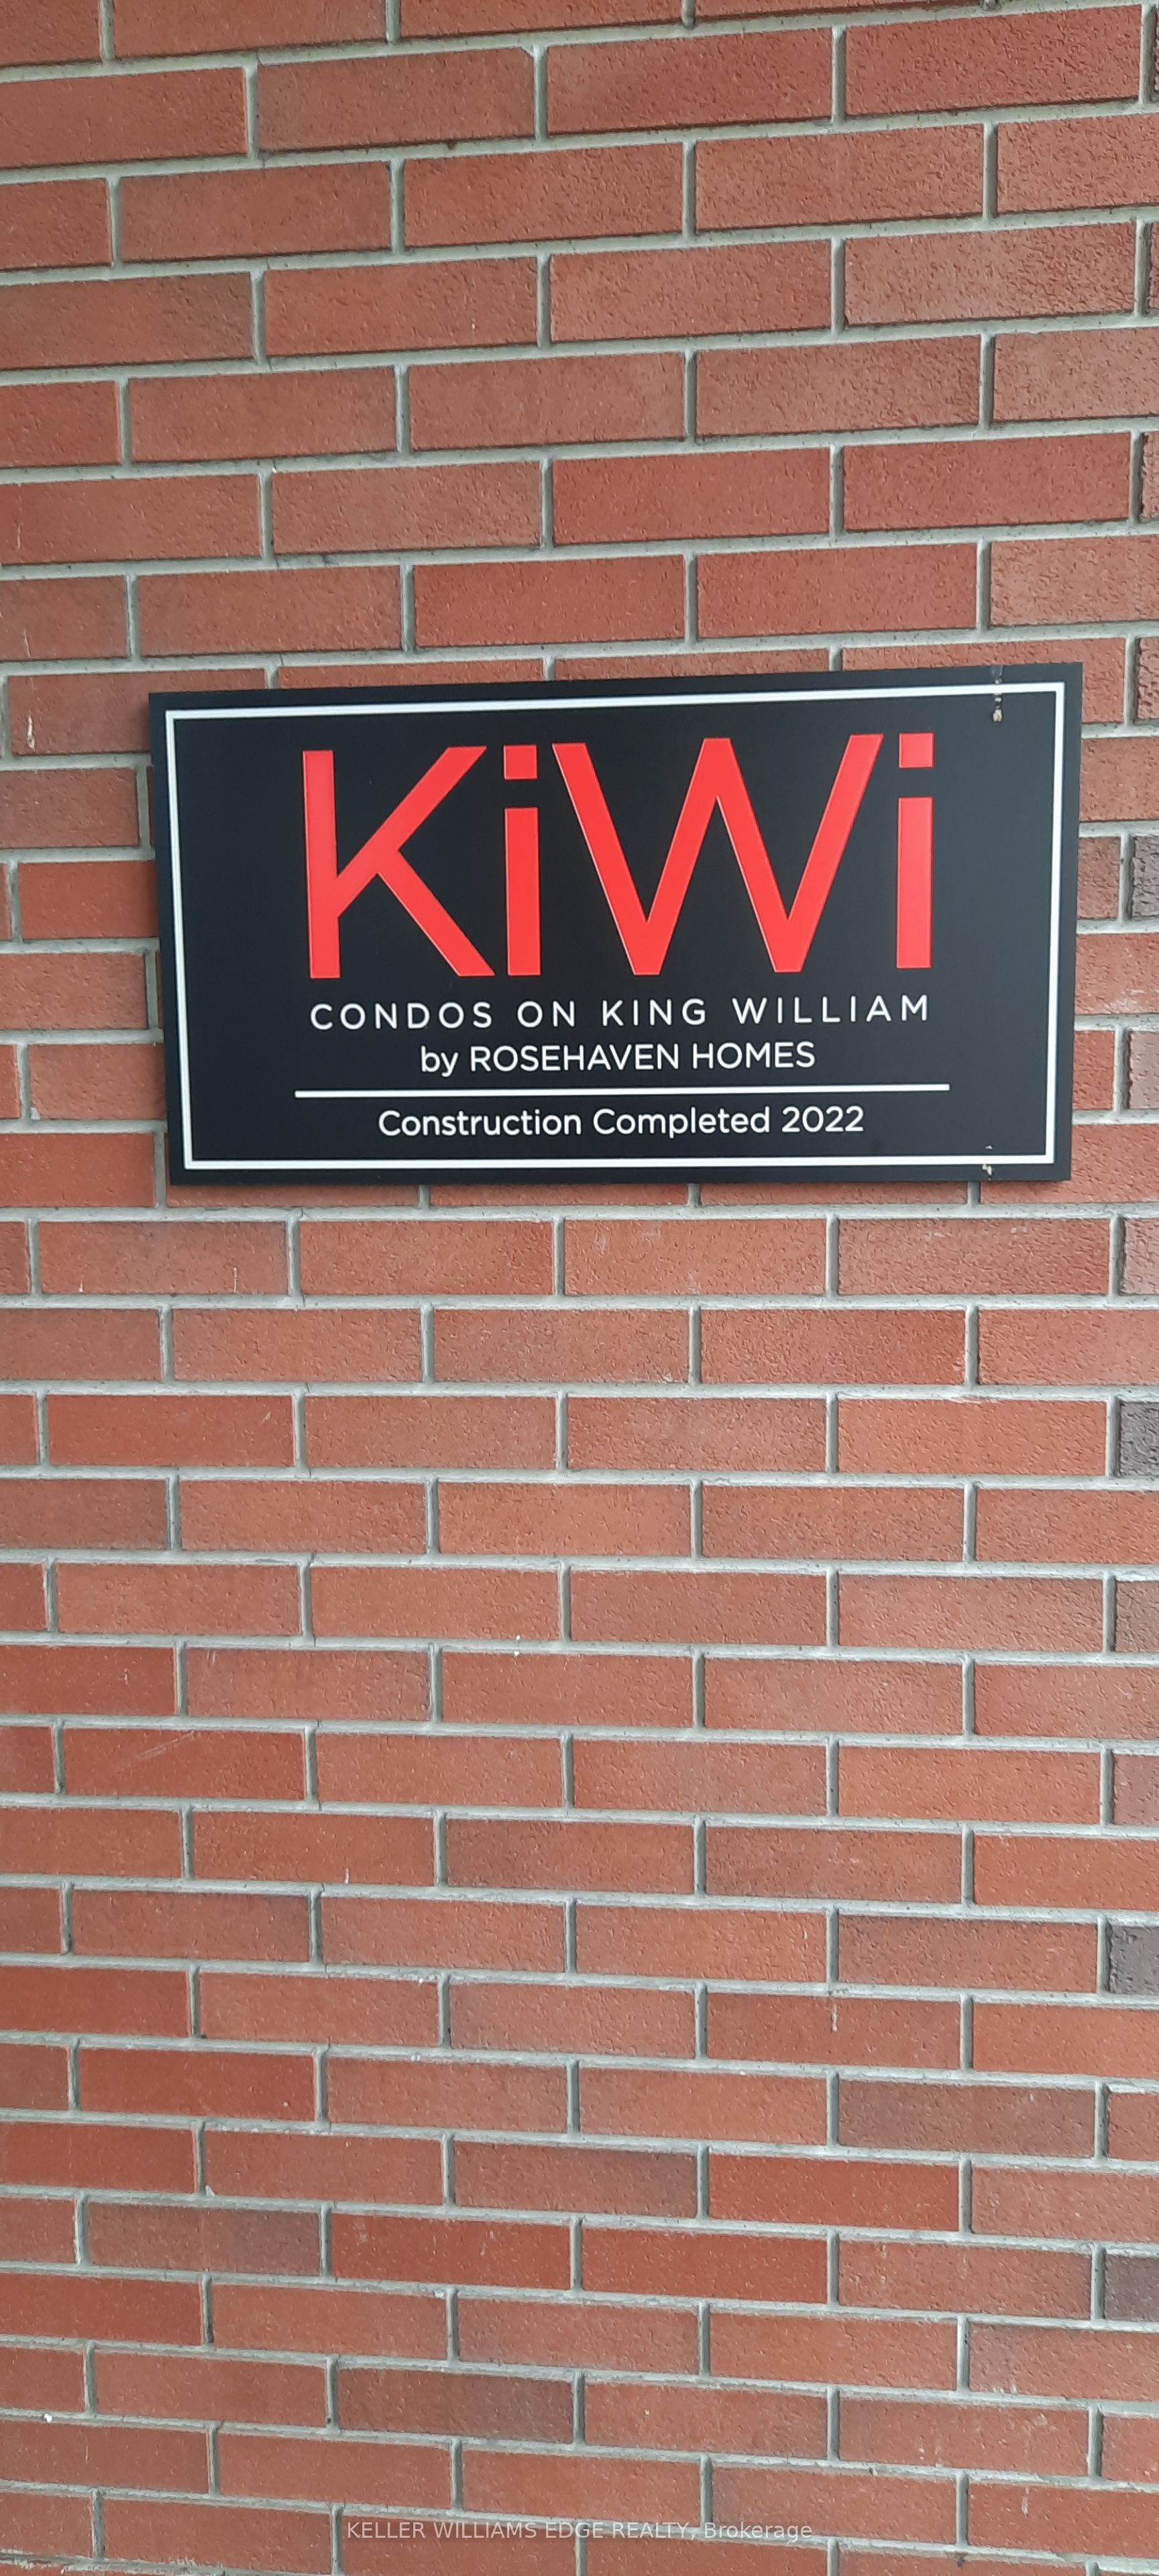 KiWi
CONDOS ON KING WILLIAM
by ROSEHAVEN HOMES
Construction Completed 2022
KELLER WILLIAMS EDGE REALTY, Brokerage